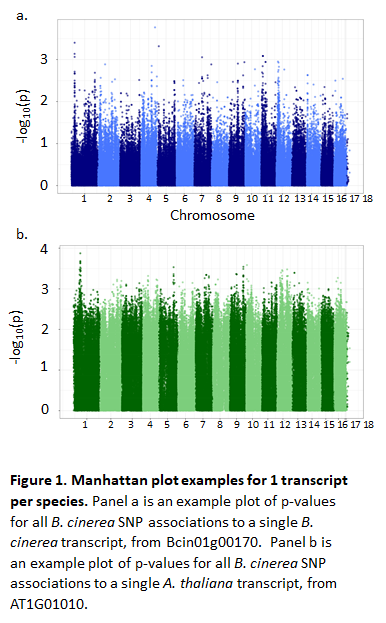 a.
3
2
1
0
-log10(p)
1 2 3 4 5 6 7 8 9 10 11 12 13 14 15 16 17 18
Chromosome
b.
4
3
2
1
0
-log10(p)
1 2 3 4 5 6 7 8 9 10 11 12 13 14 15 16 17 18
Figure 1. Manhattan plot examples for 1 transcript
per species. Panel a is an example plot of p-values
for all B. cinerea SNP associations to a single B.
cinerea transcript, from Bcin01g00170. Panel b is
an example plot of p-values for all B. cinerea SNP
associations to a single A. thaliana transcript, from
AT1G01010.